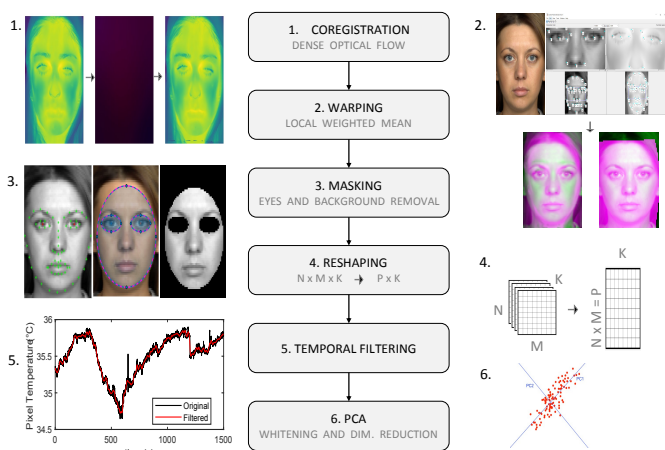 1.
1. COREGISTRATION
DENSE OPTICAL FLOW
2.
2. WARPING
LOCAL WEIGHTED MEAN
3.
3. MASKING
EYES AND BACKGROUND REMOVAL
4. RESHAPING
N x M x K → P x K
4.
K
N
M
K
N x M = P
5. TEMPORAL FILTERING
5.
Pixel Temperature(°C)
36
35.5
35
34.5
0
500
1000
1500
Original
Filtered
6. PCA
WHITENING AND DIM. REDUCTION
6.
PC2
PC1